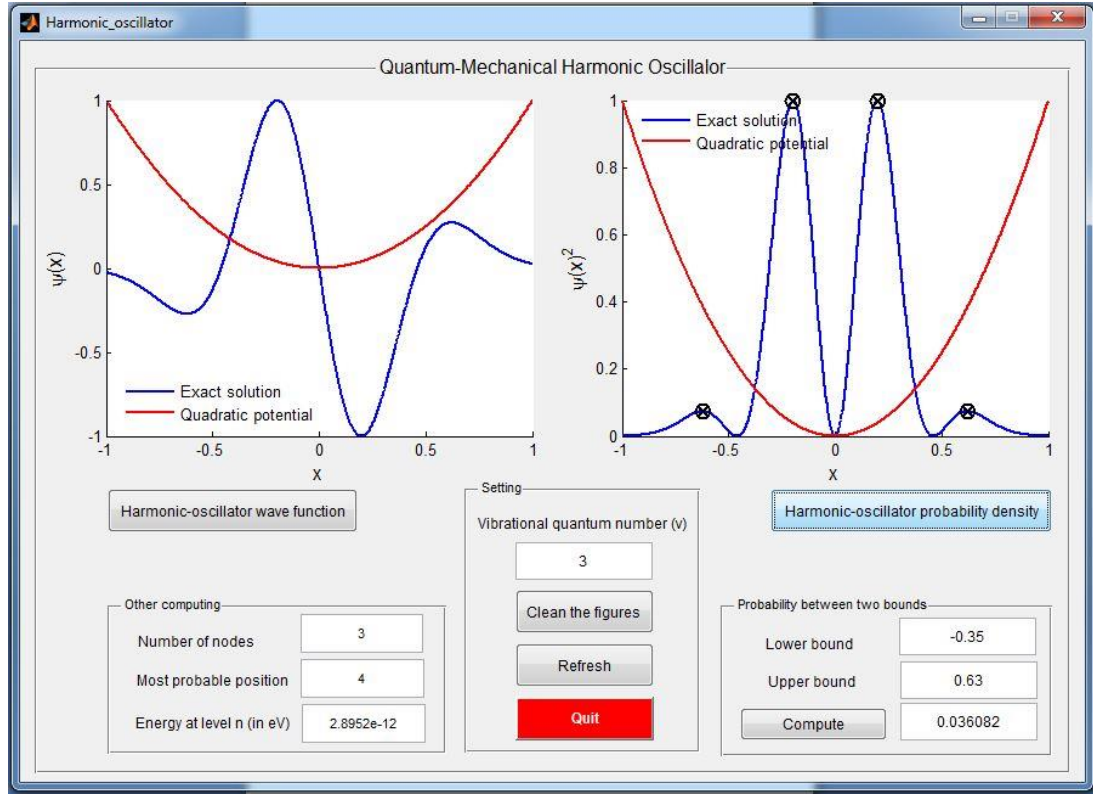 Harmonic_oscillator
Quantum-Mechanical Harmonic Oscillalor
1
0.5
0
-0.5
-1
ψ(x)
Exact solution
Quadratic potential
-1 -0.5 0 0.5 1
X
1
0.8
0.6
0.4
0.2
0
ψ(x)²
Exact solution
Quadratic potential
-1 -0.5 0 0.5 1
X
Harmonic-oscillator wave function
Setting
Vibrational quantum number (v)
3
Clean the figures
Refresh
Quit
Harmonic-oscillator probability density
Other computing
Number of nodes 3
Most probable position 4
Energy at level n (in eV) 2.8952e-12
Probability between two bounds
Lower bound -0.35
Upper bound 0.63
Compute 0.036082